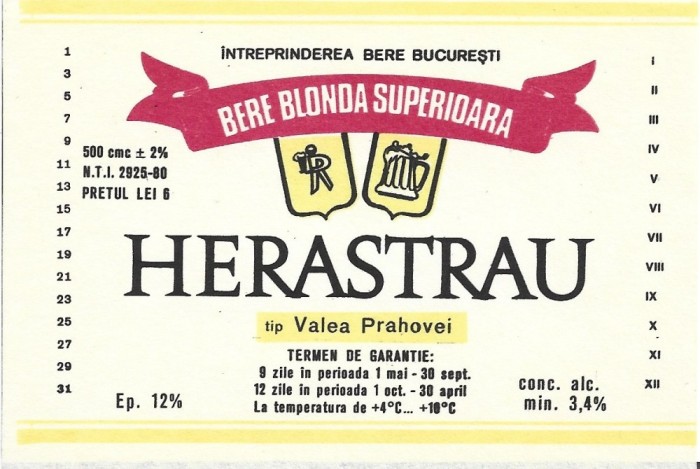 ÎNTREPRINDEREA BERE BUCUREȘTI
BERE BLONDA SUPERIOARA
500 cmc ± 2%
N.T.I. 2925-80
PRETUL LEI 6
R
HERASTRAU
tip Valea Prahovei
TERMEN DE GARANTIE:
9 zile în perioada 1 mai - 30 sept.
12 zile în perioada 1 oct. - 30 april
La temperatura de +4°C... +10°C
Ep. 12%
conc. alc.
min. 3,4%
1
3
5
7
9
11
13
15
17
19
21
23
25
27
29
31
I
II
III
IV
V
VI
VII
VIII
IX
X
XI
XII